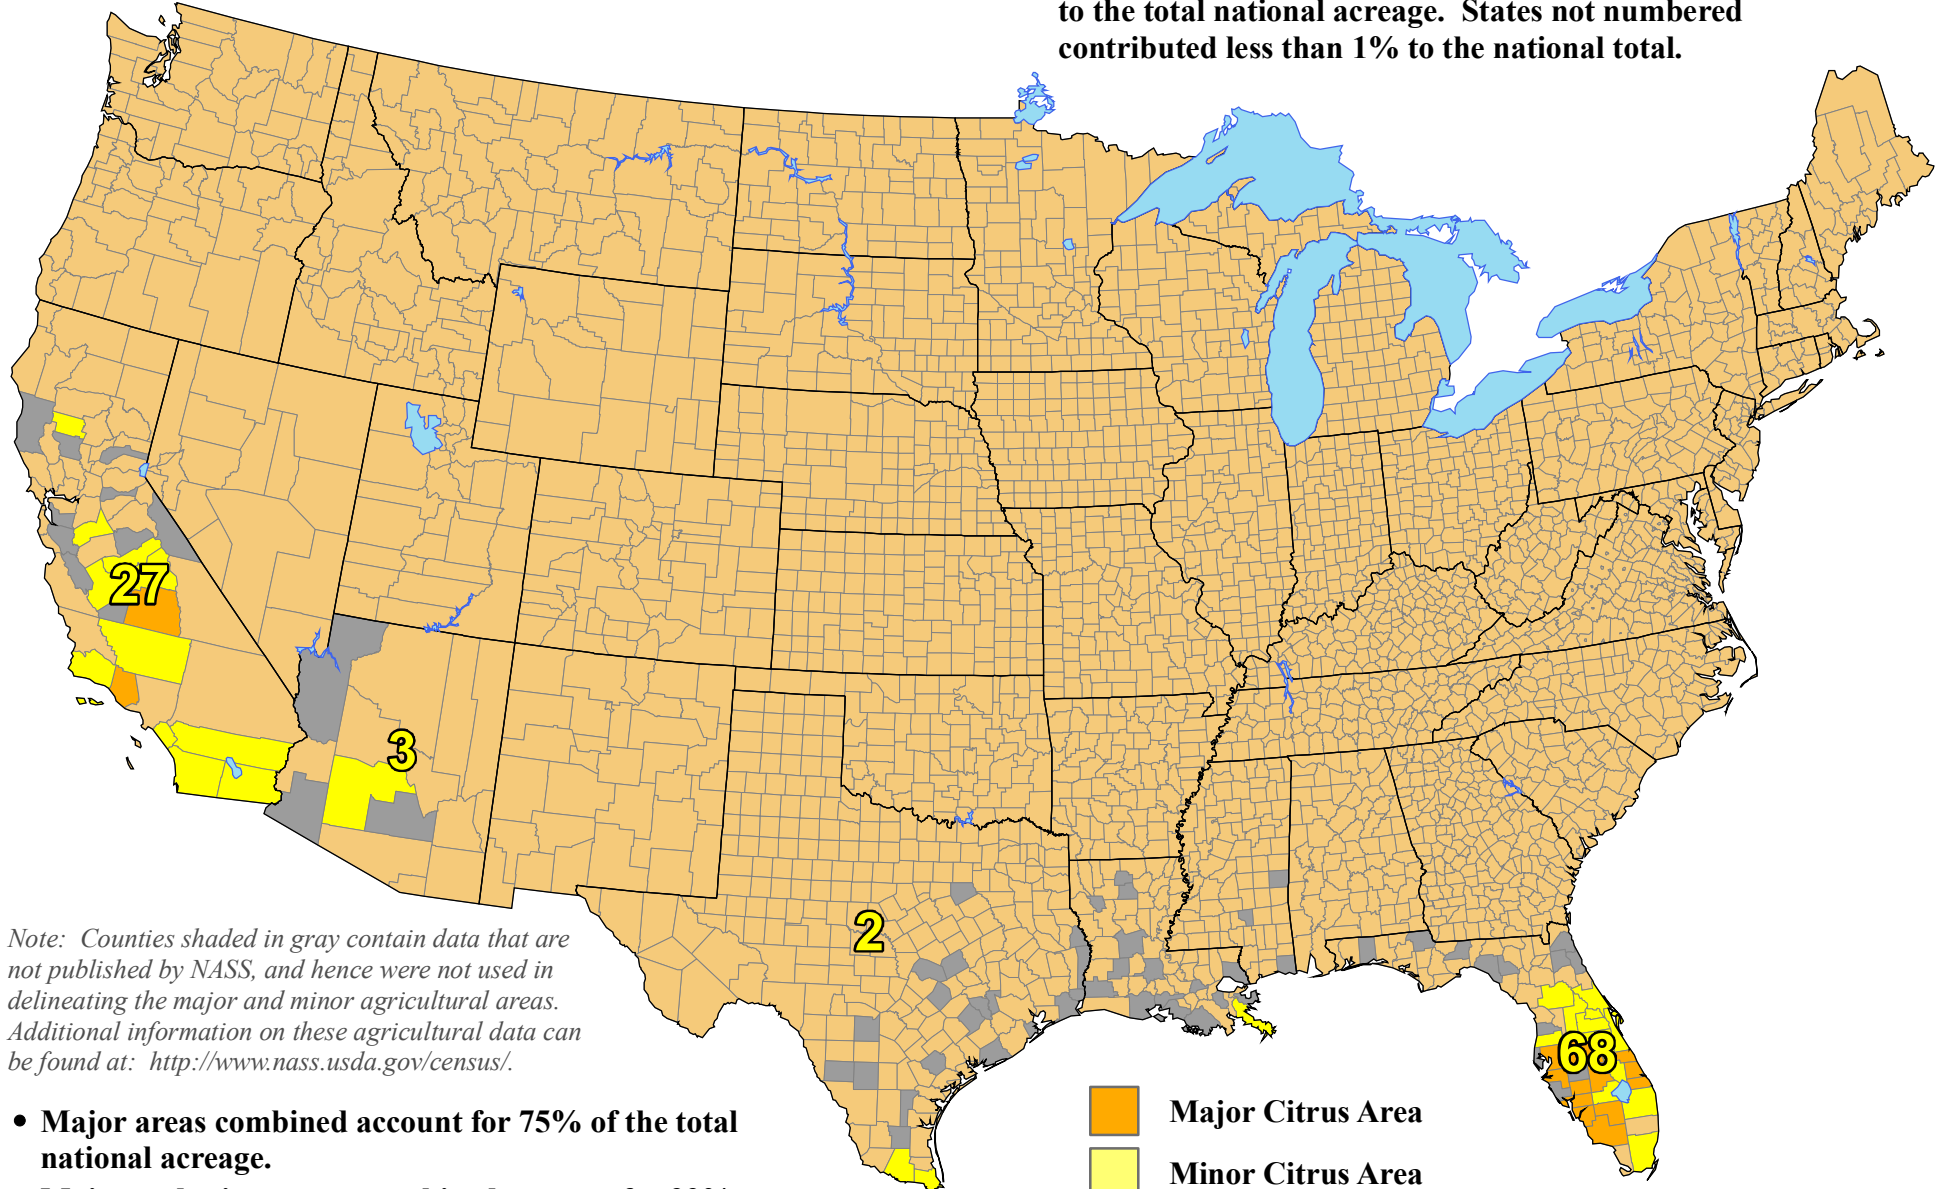 to the total national acreage. States not numbered
contributed less than 1% to the national total.
27
3
2
68
Note: Counties shaded in gray contain data that are
not published by NASS, and hence were not used in
delineating the major and minor agricultural areas.
Additional information on these agricultural data can
be found at: http://www.nass.usda.gov/census/.
• Major areas combined account for 75% of the total
national acreage.
Major Citrus Area
Minor Citrus Area